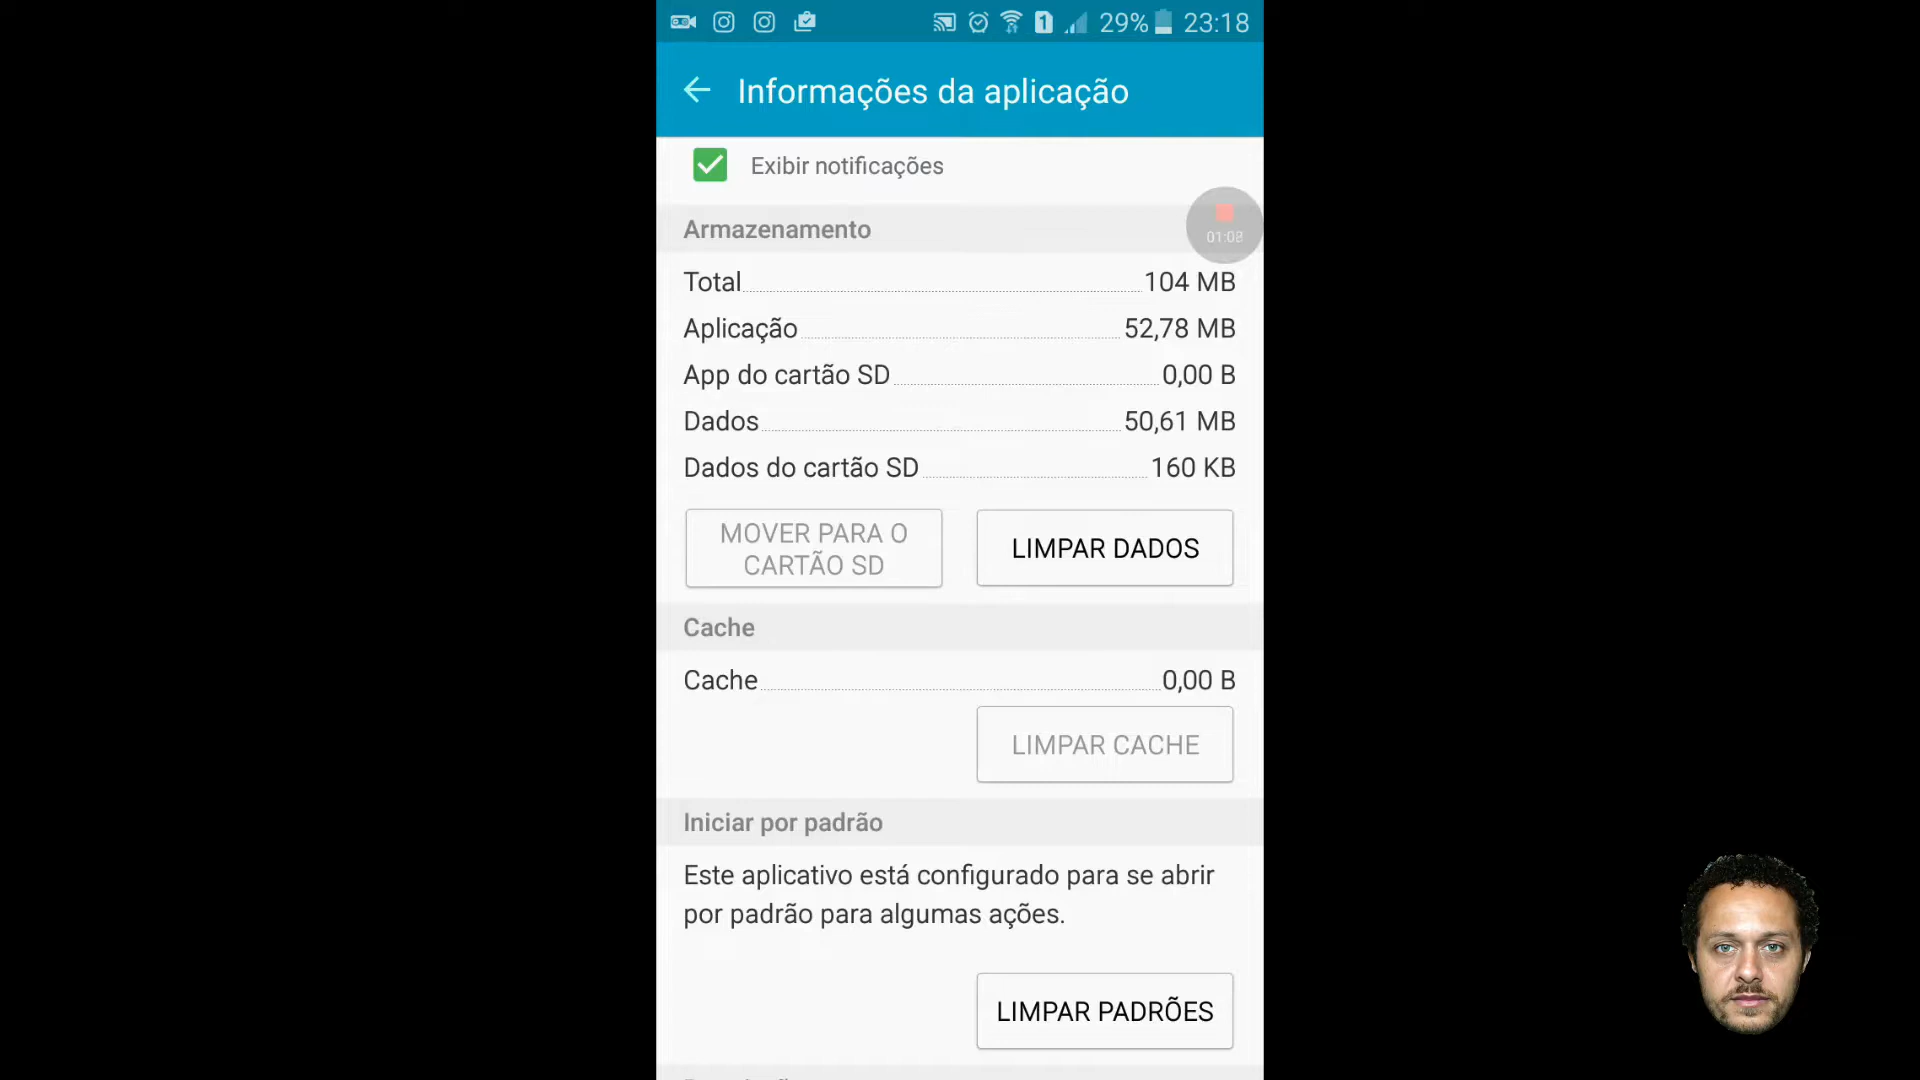 29% 23:18
Informações da aplicação
Exibir notificações
Armazenamento
01:08
Total 104 MB
Aplicação 52,78 MB
App do cartão SD 0,00 B
Dados 50,61 MB
Dados do cartão SD 160 KB
MOVER PARA O
CARTÃO SD
LIMPAR DADOS
Cache
Cache 0,00 B
LIMPAR CACHE
Iniciar por padrão
Este aplicativo está configurado para se abrir
por padrão para algumas ações.
LIMPAR PADRÕES